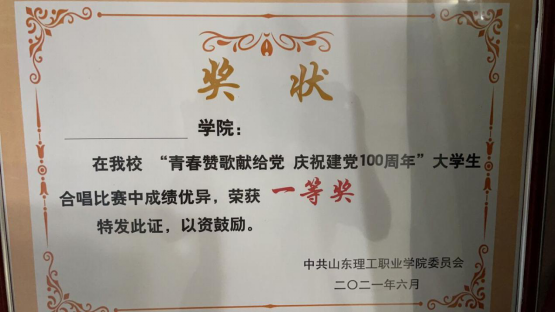 奖 状
学院：
在我校 “青春赞歌献给党 庆祝建党100周年”大学生
合唱比赛中成绩优异，荣获 一等奖
特发此证，以资鼓励。
中共山东理工职业学院委员会
二〇二一年六月